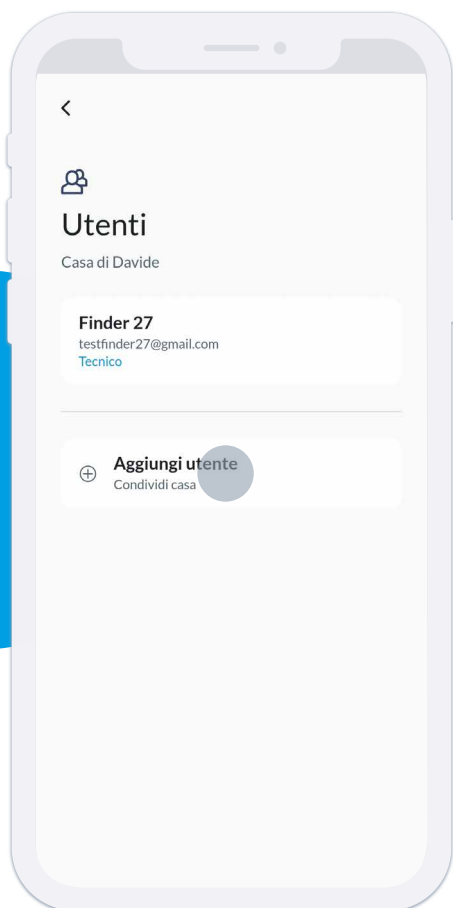 Utenti
Casa di Davide
Finder 27
testfinder27@gmail.com
Tecnico
Aggiungi utente
Condividi casa